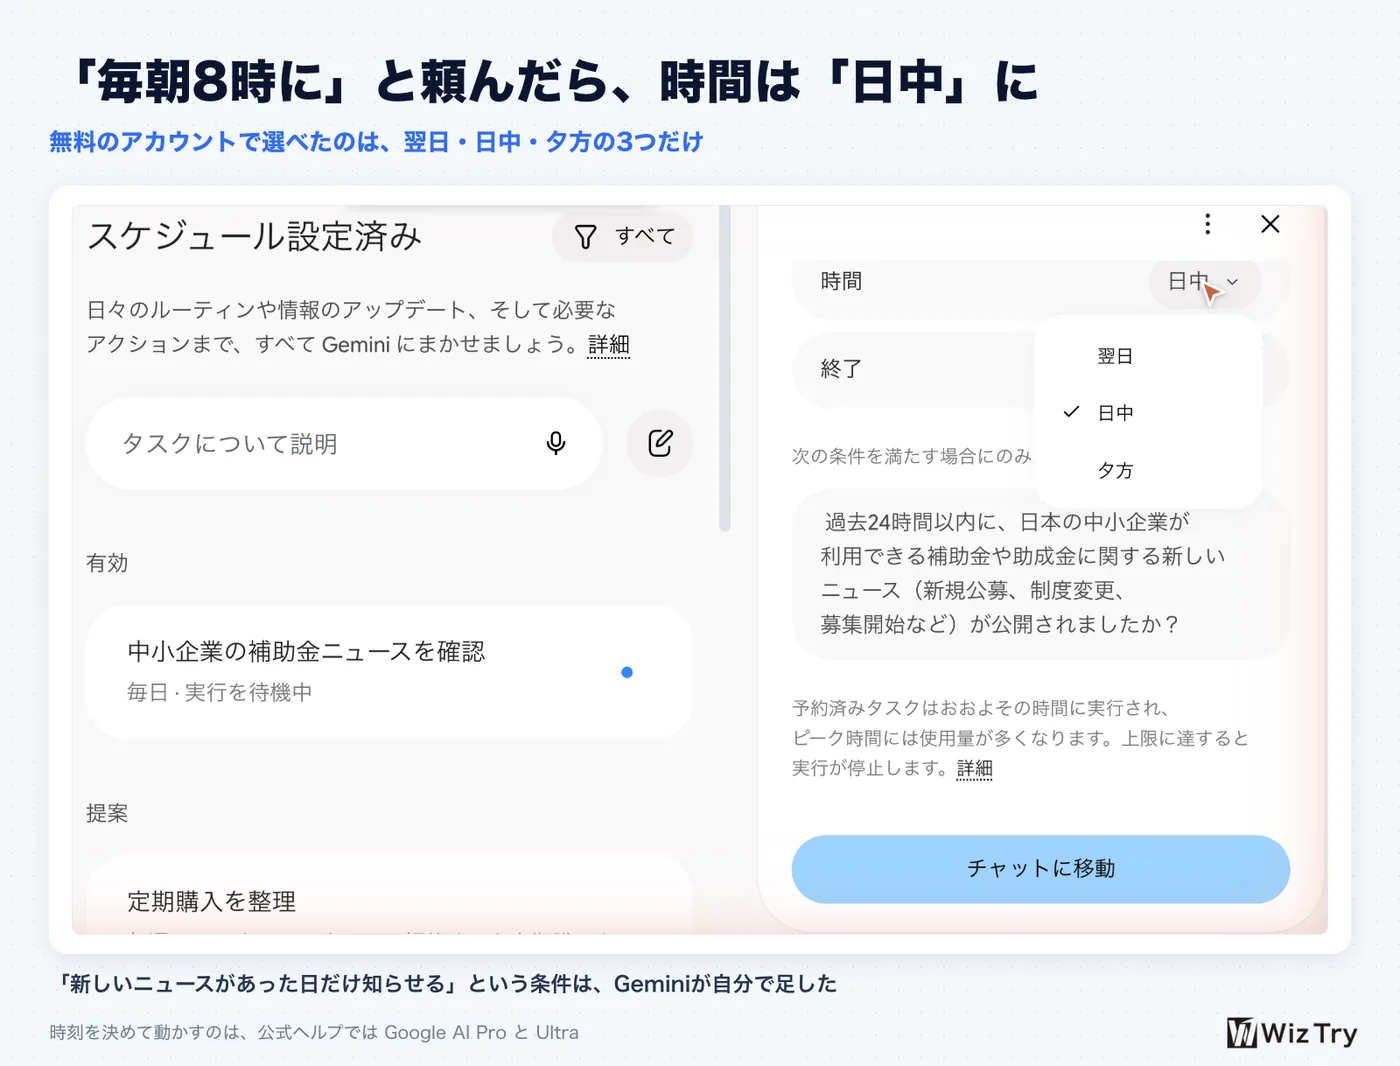 「毎朝8時に」と頼んだら、時間は「日中」に
無料のアカウントで選べたのは、翌日・日中・夕方の3つだけ
スケジュール設定済み
すべて
日々のルーティンや情報のアップデート、そして必要な
アクションまで、すべて Gemini にまかせましょう。詳細
タスクについて説明
有効
中小企業の補助金ニュースを確認
毎日 · 実行を待機中
提案
定期購入を整理
時間
日中
翌日
日中
夕方
終了
次の条件を満たす場合にのみ
過去24時間以内に、日本の中小企業が
利用できる補助金や助成金に関する新しい
ニュース（新規公募、制度変更、
募集開始など）が公開されましたか？
予約済みタスクはおおよその時間に実行され、
ピーク時間には使用量が多くなります。上限に達すると
実行が停止します。詳細
チャットに移動
「新しいニュースがあった日だけ知らせる」という条件は、Geminiが自分で足した
時刻を決めて動かすのは、公式ヘルプでは Google AI Pro と Ultra
Wiz Try